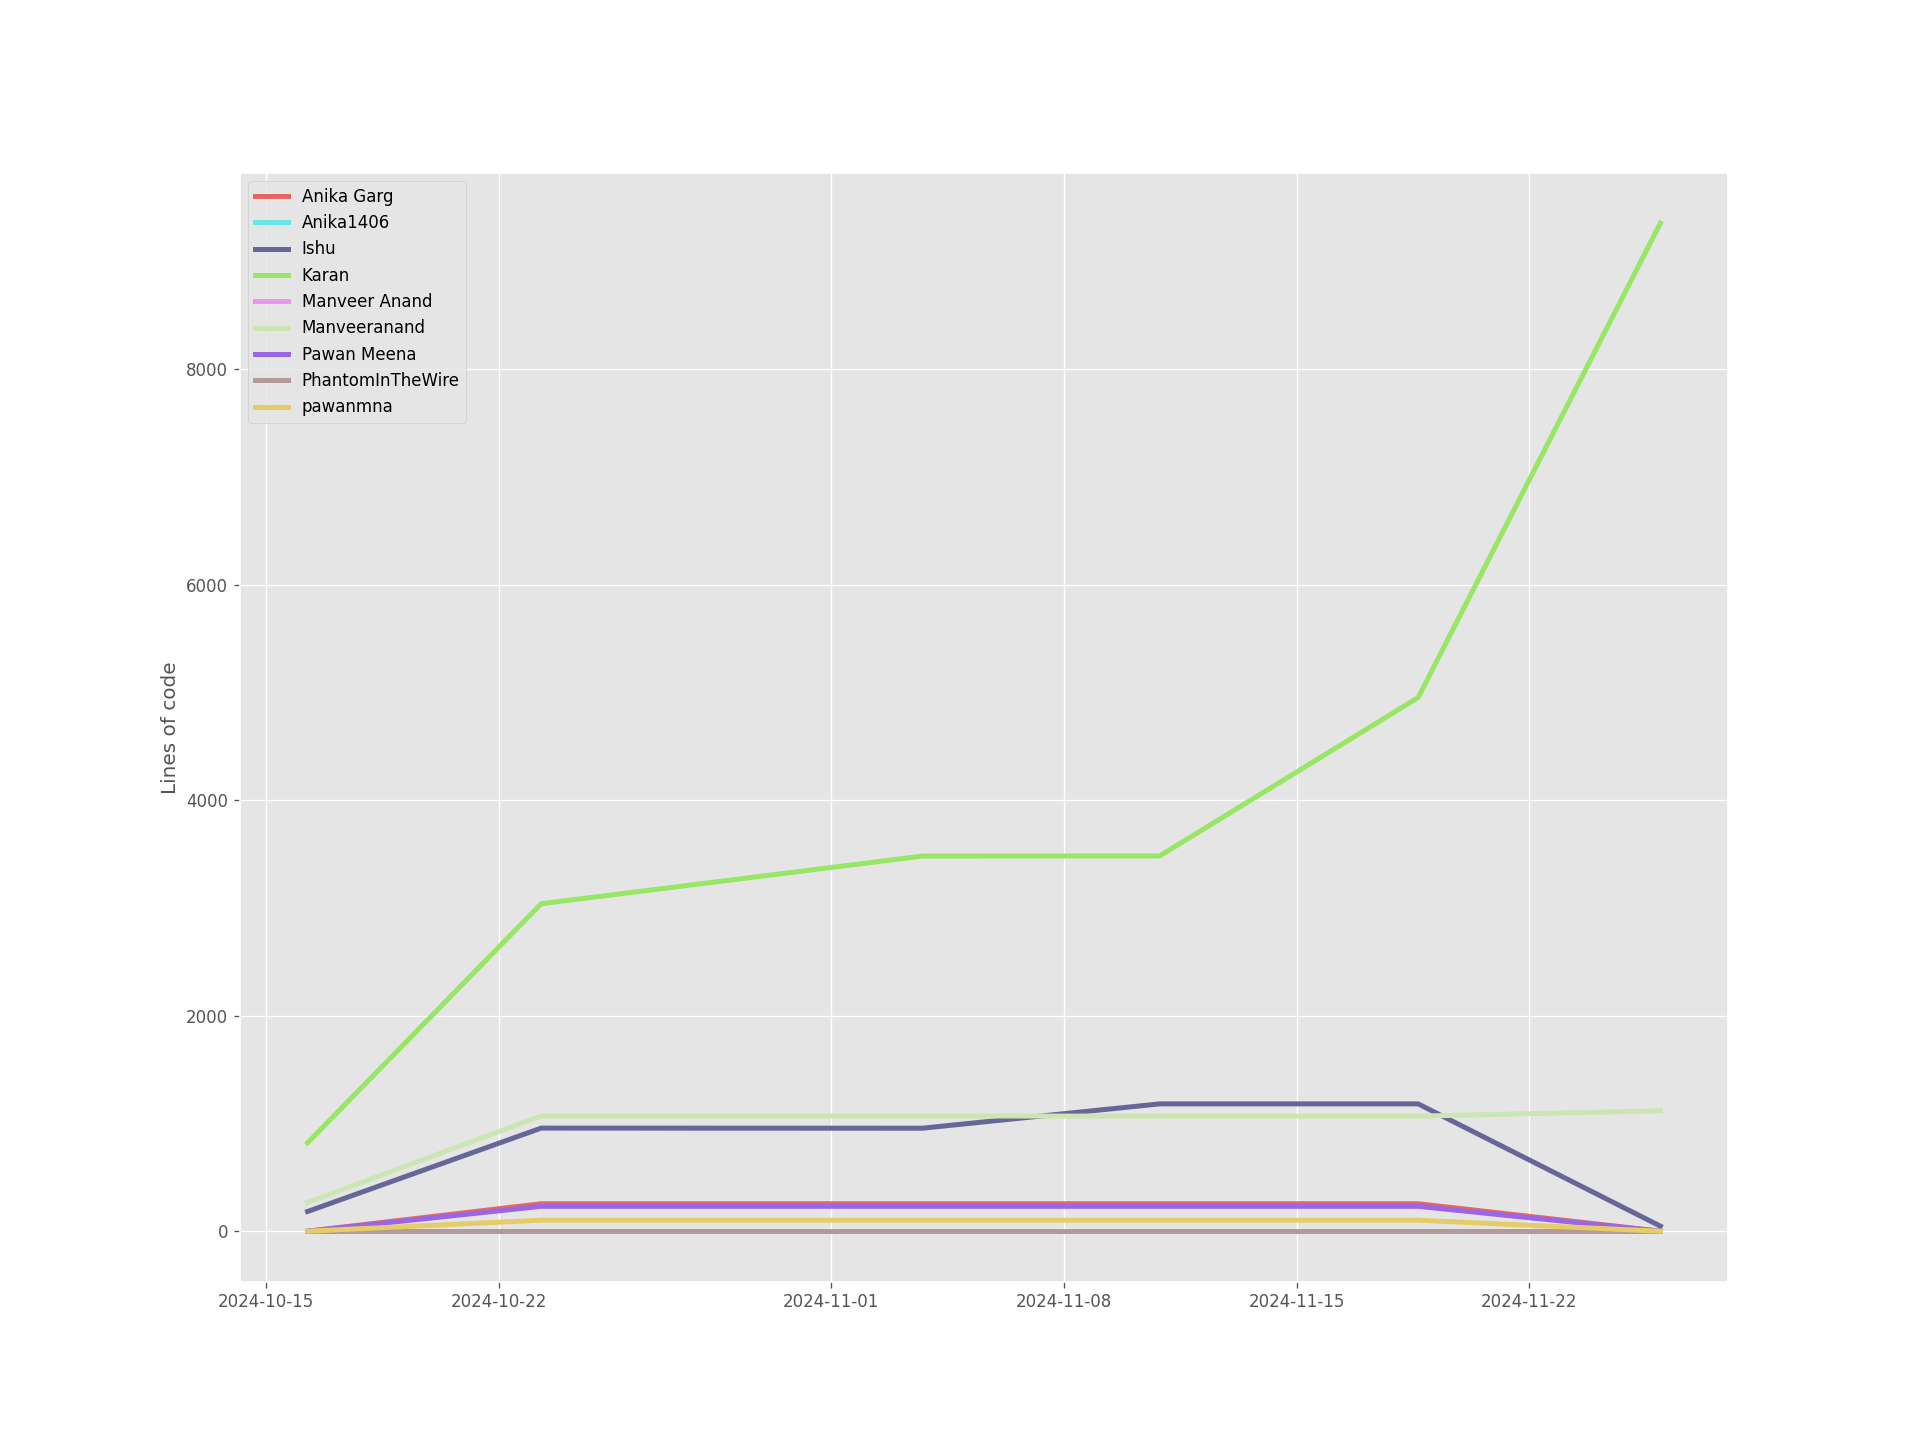 Anika Garg
Anika1406
Ishu
Karan
Manveer Anand
Manveeranand
Pawan Meena
PhantomInTheWire
pawanmna
Lines of code
8000
6000
4000
2000
0
2024-10-15
2024-10-22
2024-11-01
2024-11-08
2024-11-15
2024-11-22